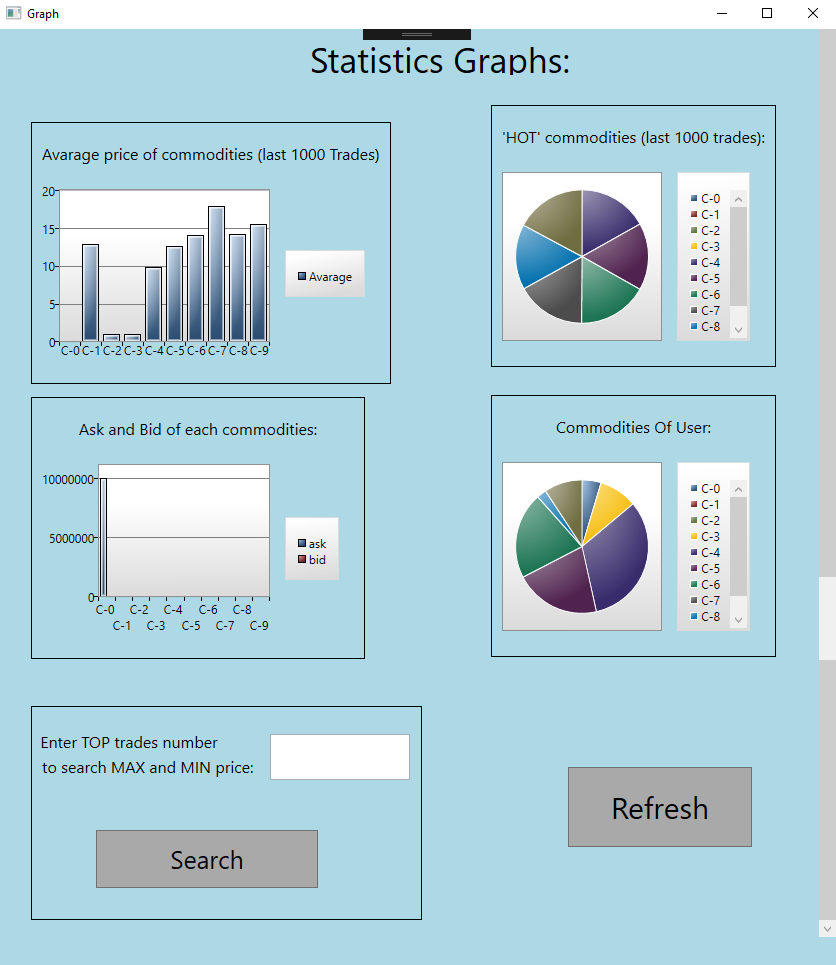 Graph
Statistics Graphs:
Avarage price of commodities (last 1000 Trades)
20
15
10
5
0
C-0 C-1 C-2 C-3 C-4 C-5 C-6 C-7 C-8 C-9
Avarage
'HOT' commodities (last 1000 trades):
C-0
C-1
C-2
C-3
C-4
C-5
C-6
C-7
C-8
Ask and Bid of each commodities:
10000000
5000000
0
C-0 C-2 C-4 C-6 C-8
C-1 C-3 C-5 C-7 C-9
ask
bid
Commodities Of User:
C-0
C-1
C-2
C-3
C-4
C-5
C-6
C-7
C-8
Enter TOP trades number
to search MAX and MIN price:
Search
Refresh